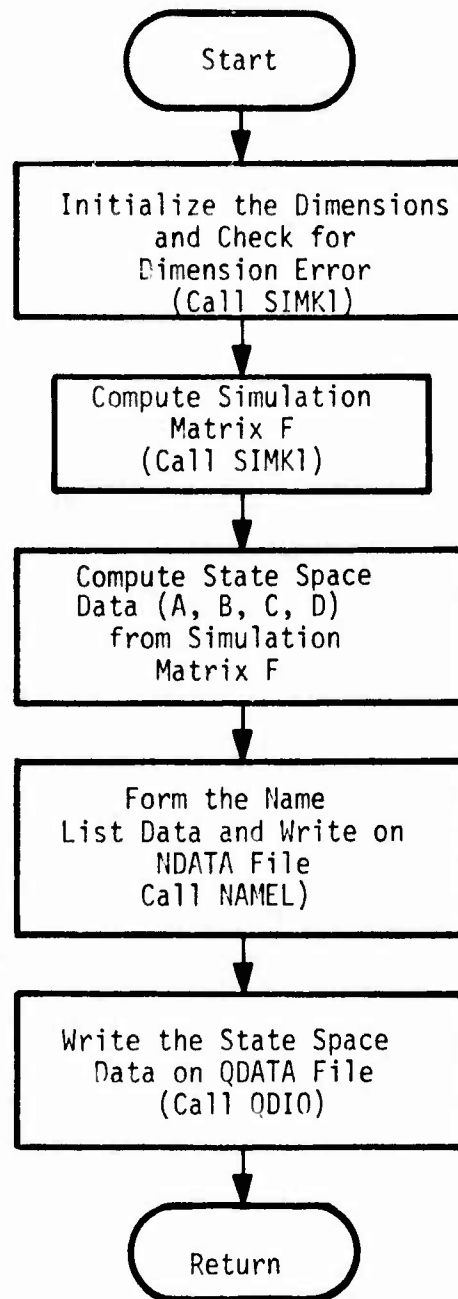 Start
Initialize the Dimensions
and Check for
Dimension Error
(Call SIMK1)
Compute Simulation
Matrix F
(Call SIMK1)
Compute State Space
Data (A, B, C, D)
from Simulation
Matrix F
Form the Name
List Data and Write on
NDATA File
Call NAMEL)
Write the State Space
Data on QDATA File
(Call QDIO)
Return